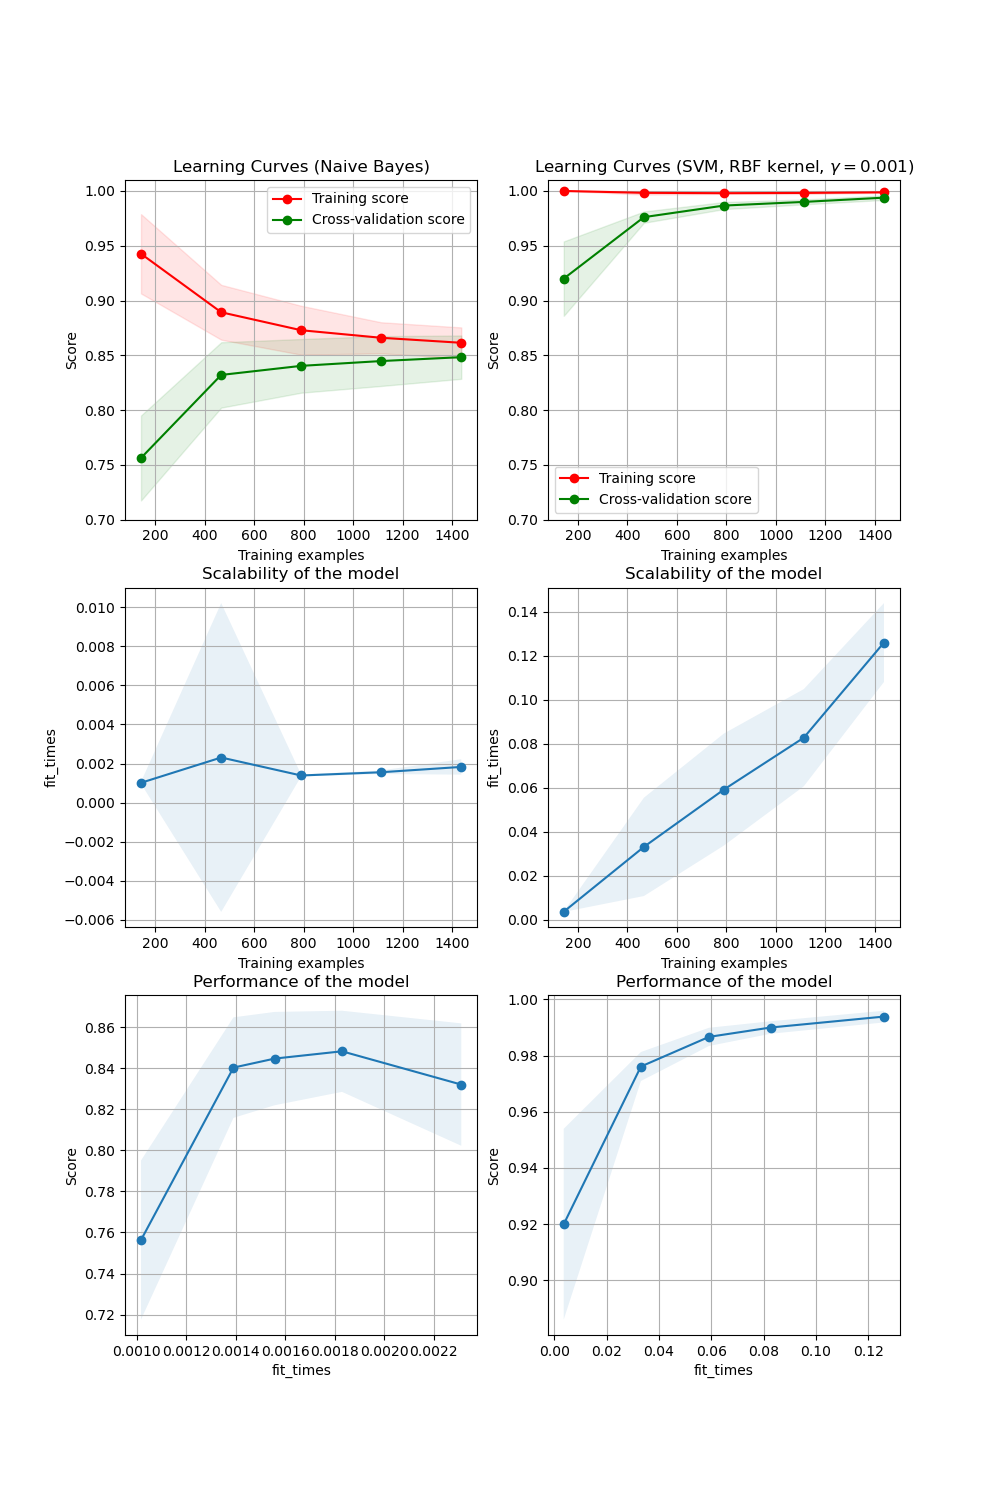 Learning Curves (Naive Bayes)
1.00
0.95
0.90
0.85
0.80
0.75
0.70
Score
Training score
Cross-validation score
200 400 600 800 1000 1200 1400
Training examples
Learning Curves (SVM, RBF kernel, γ = 0.001)
1.00
0.95
0.90
0.85
0.80
0.75
0.70
Score
Training score
Cross-validation score
200 400 600 800 1000 1200 1400
Training examples
Scalability of the model
0.010
0.008
0.006
0.004
0.002
0.000
−0.002
−0.004
−0.006
fit_times
200 400 600 800 1000 1200 1400
Training examples
Scalability of the model
0.14
0.12
0.10
0.08
0.06
0.04
0.02
0.00
fit_times
200 400 600 800 1000 1200 1400
Training examples
Performance of the model
0.86
0.84
0.82
0.80
0.78
0.76
0.74
0.72
Score
0.0010 0.0012 0.0014 0.0016 0.0018 0.0020 0.0022
fit_times
Performance of the model
1.00
0.98
0.96
0.94
0.92
0.90
Score
0.00 0.02 0.04 0.06 0.08 0.10 0.12
fit_times